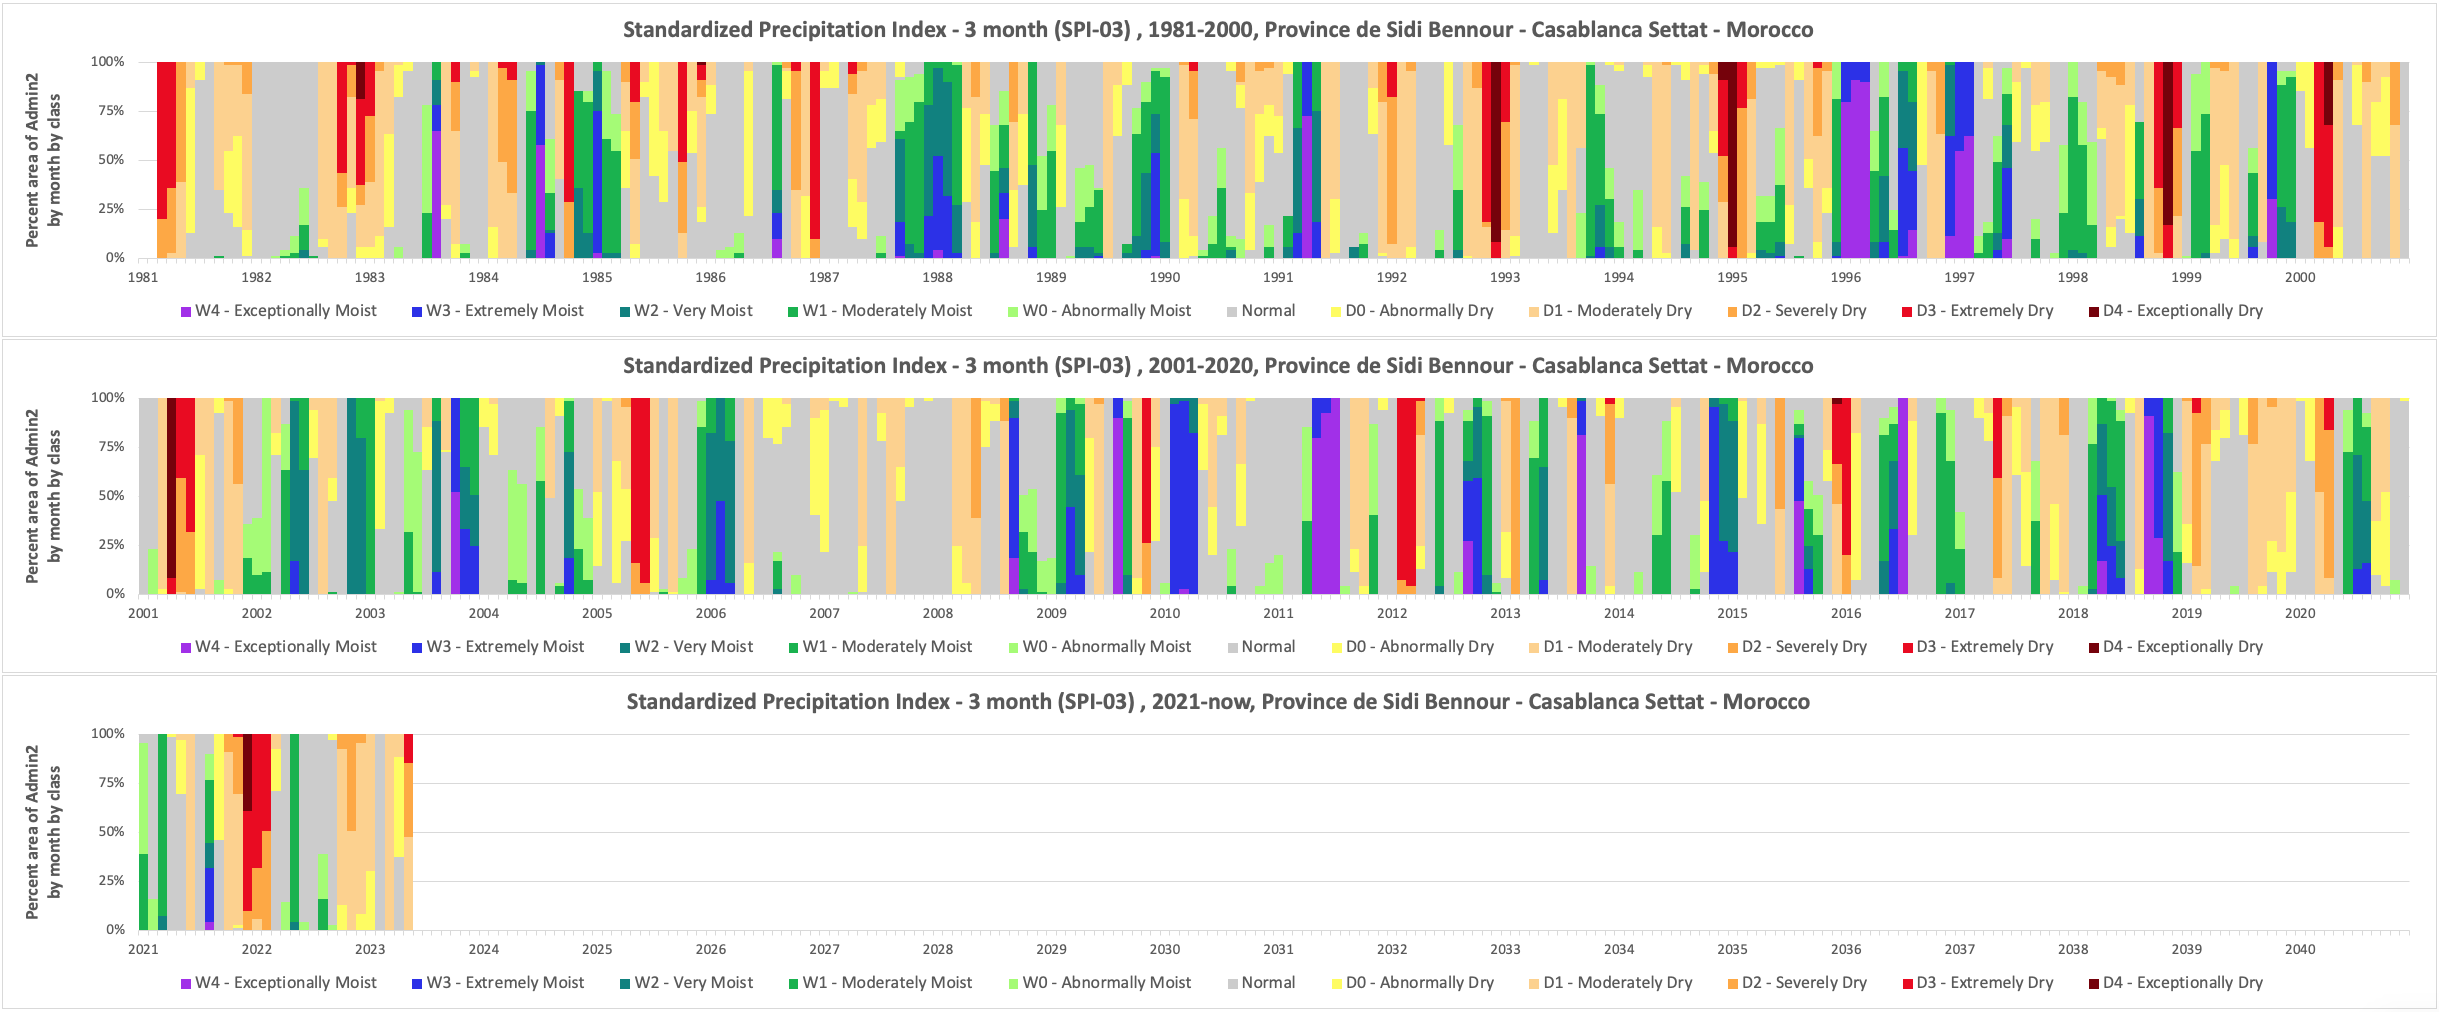 Standardized Precipitation Index - 3 month (SPI-03) , 1981-2000, Province de Sidi Bennour - Casablanca Settat - Morocco
Percent area of Admin2
by month by class
100%
75%
50%
25%
0%
1981 1982 1983 1984 1985 1986 1987 1988 1989 1990 1991 1992 1993 1994 1995 1996 1997 1998 1999 2000
W4 - Exceptionally Moist W3 - Extremely Moist W2 - Very Moist W1 - Moderately Moist W0 - Abnormally Moist Normal D0 - Abnormally Dry D1 - Moderately Dry D2 - Severely Dry D3 - Extremely Dry D4 - Exceptionally Dry
Standardized Precipitation Index - 3 month (SPI-03) , 2001-2020, Province de Sidi Bennour - Casablanca Settat - Morocco
Percent area of Admin2
by month by class
100%
75%
50%
25%
0%
2001 2002 2003 2004 2005 2006 2007 2008 2009 2010 2011 2012 2013 2014 2015 2016 2017 2018 2019 2020
W4 - Exceptionally Moist W3 - Extremely Moist W2 - Very Moist W1 - Moderately Moist W0 - Abnormally Moist Normal D0 - Abnormally Dry D1 - Moderately Dry D2 - Severely Dry D3 - Extremely Dry D4 - Exceptionally Dry
Standardized Precipitation Index - 3 month (SPI-03) , 2021-now, Province de Sidi Bennour - Casablanca Settat - Morocco
Percent area of Admin2
by month by class
100%
75%
50%
25%
0%
2021 2022 2023 2024 2025 2026 2027 2028 2029 2030 2031 2032 2033 2034 2035 2036 2037 2038 2039 2040
W4 - Exceptionally Moist W3 - Extremely Moist W2 - Very Moist W1 - Moderately Moist W0 - Abnormally Moist Normal D0 - Abnormally Dry D1 - Moderately Dry D2 - Severely Dry D3 - Extremely Dry D4 - Exceptionally Dry